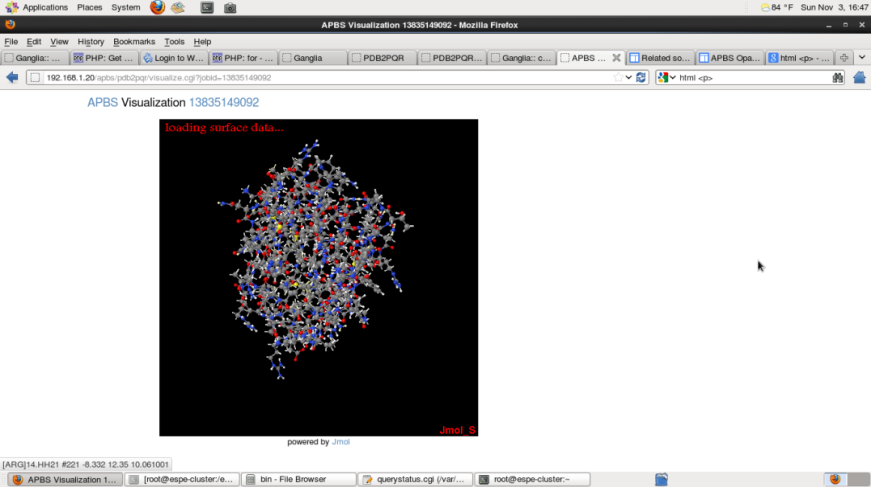 Applications Places System 84 °F Sun Nov 3, 16:47
APBS Visualization 13835149092 - Mozilla Firefox
File Edit View History Bookmarks Tools Help
Ganglia:: ... PHP: Get ... Login to W... PHP: for - ... Ganglia PDB2PQR PDB2PQR... Ganglia:: c... APBS ... Related so... APBS Opa... html <p> - ...
192.168.1.20/apbs/pdb2pqr/visualize.cgi?jobid=13835149092 html <p>
APBS Visualization 13835149092
loading surface data...
Jmol_S
powered by Jmol
[ARG]14.HH21 #221 -8.332 12.35 10.061001
APBS Visualization 1... [root@espe-cluster:/e... bin - File Browser querystatus.cgi (/var/... root@espe-cluster:~